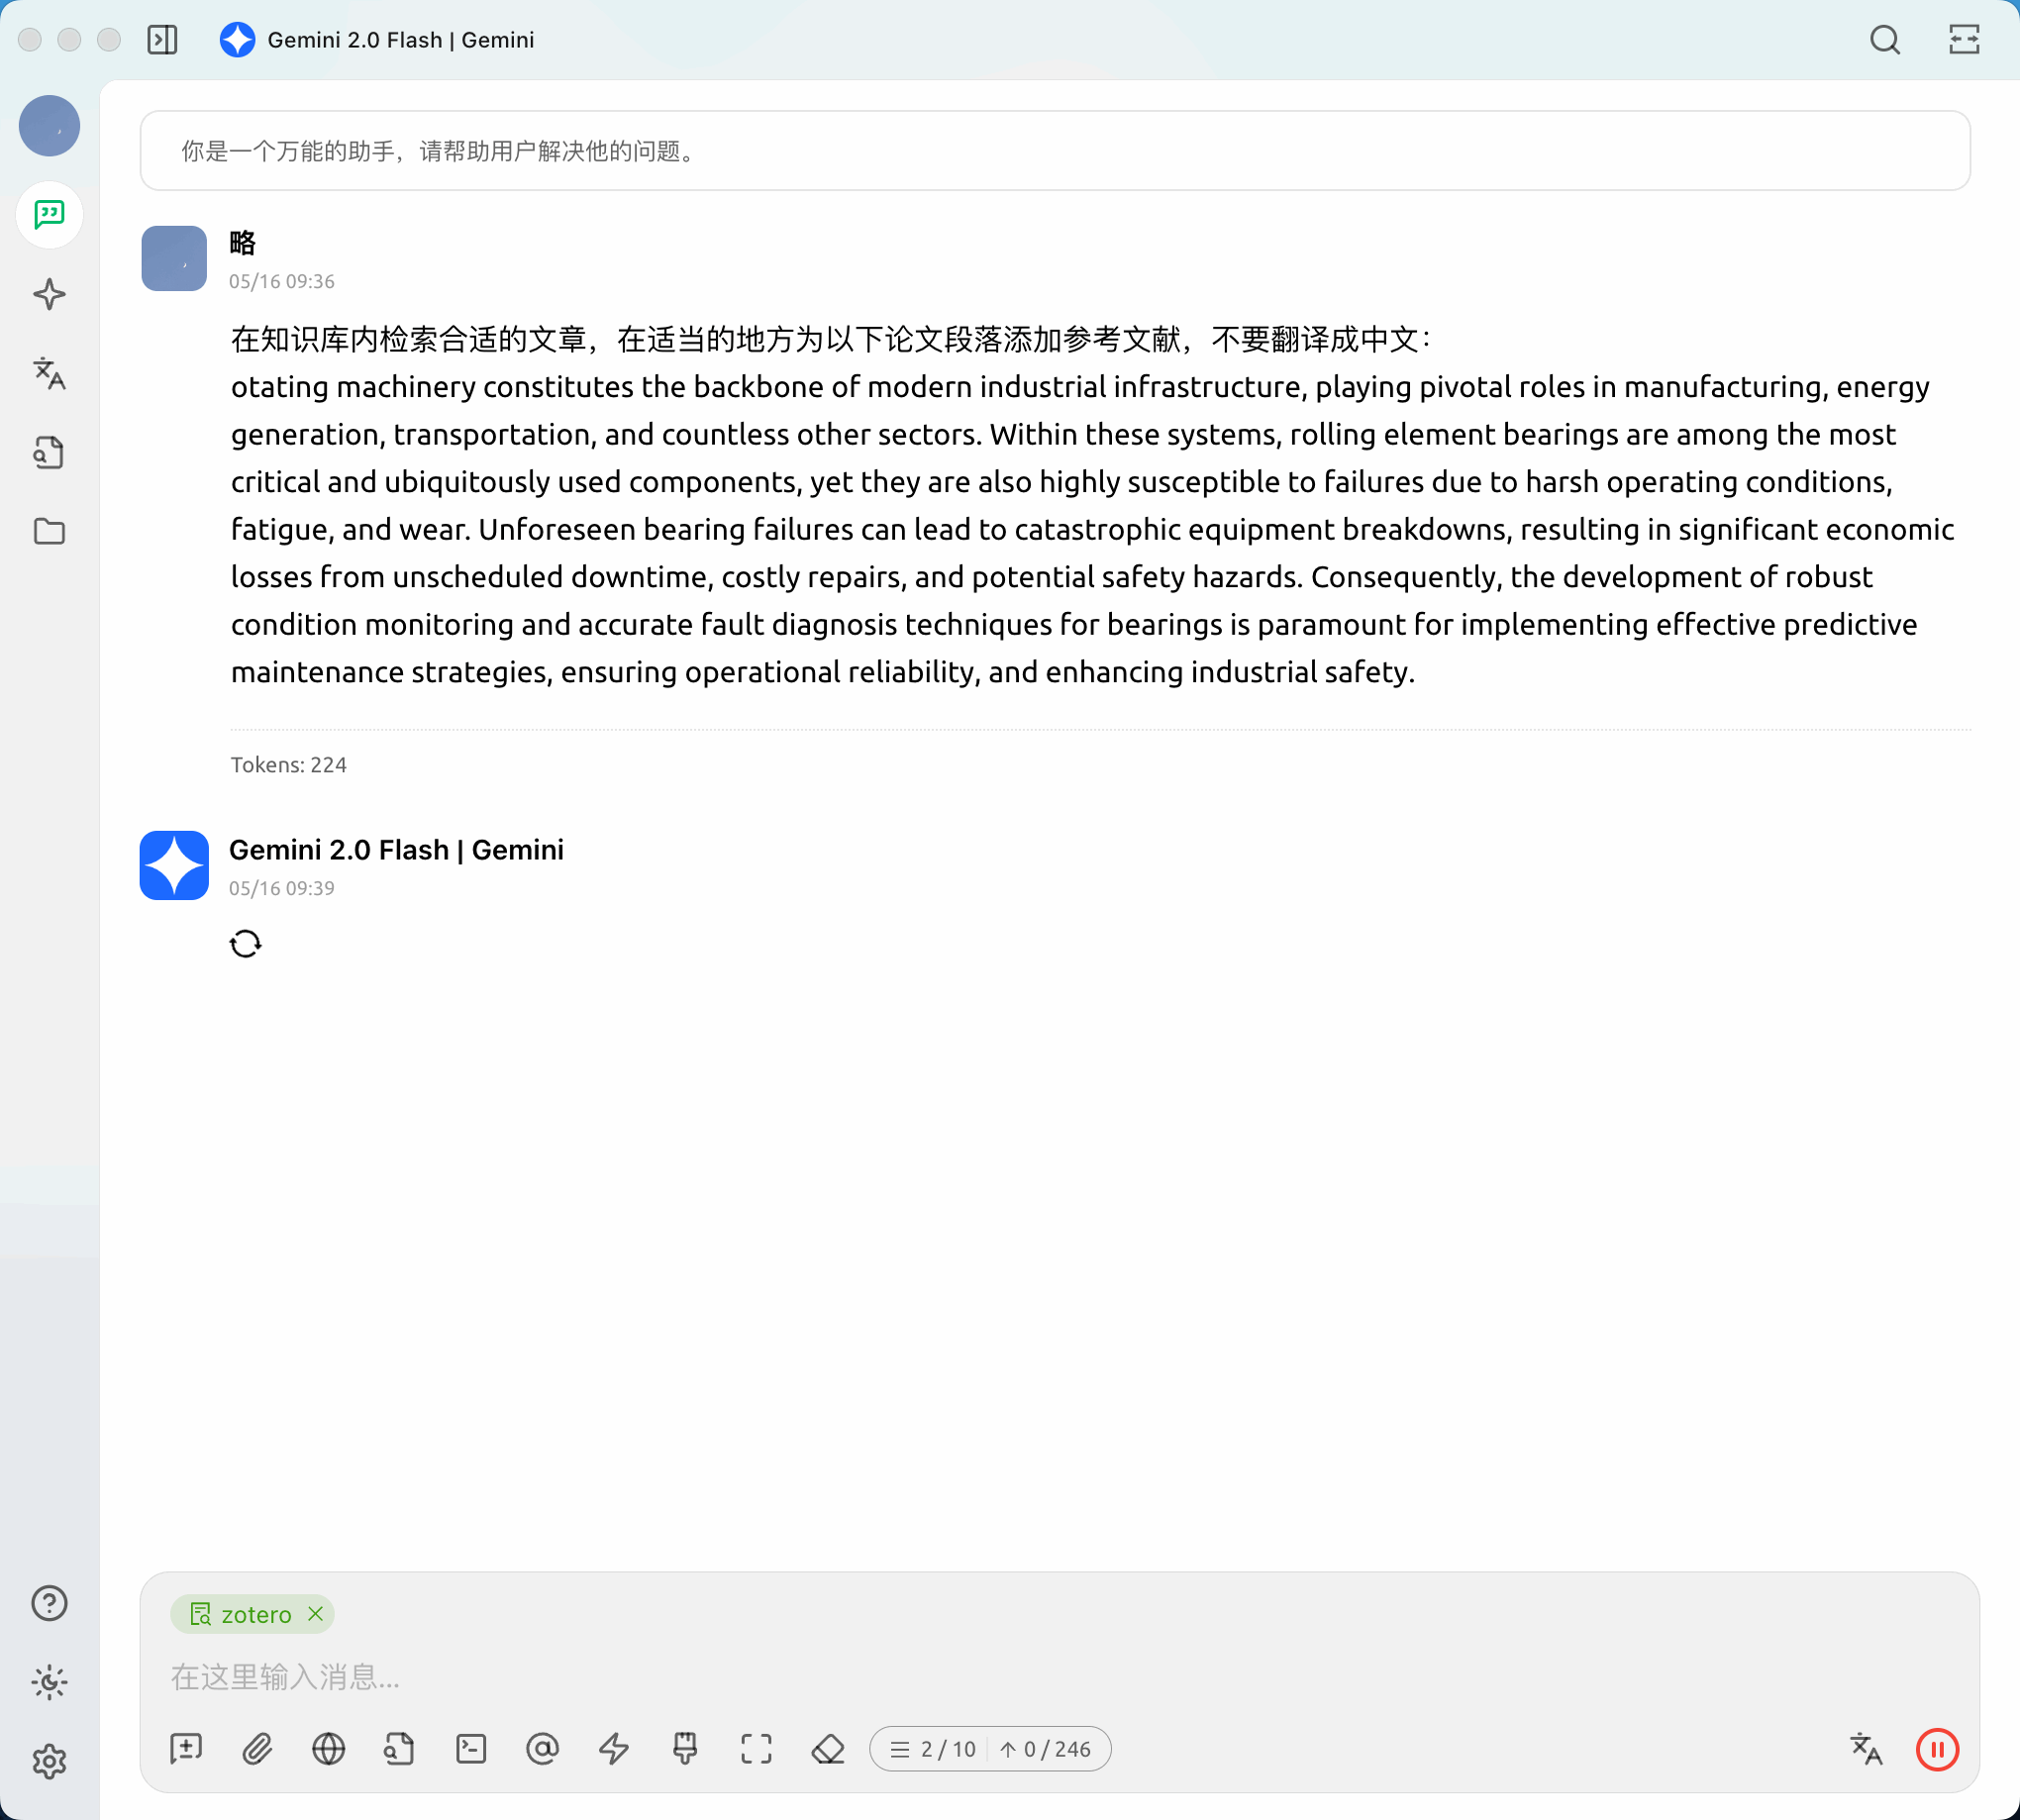 Gemini 2.0 Flash | Gemini
你是一个万能的助手，请帮助用户解决他的问题。
略
05/16 09:36
在知识库内检索合适的文章，在适当的地方为以下论文段落添加参考文献，不要翻译成中文：
otating machinery constitutes the backbone of modern industrial infrastructure, playing pivotal roles in manufacturing, energy
generation, transportation, and countless other sectors. Within these systems, rolling element bearings are among the most
critical and ubiquitously used components, yet they are also highly susceptible to failures due to harsh operating conditions,
fatigue, and wear. Unforeseen bearing failures can lead to catastrophic equipment breakdowns, resulting in significant economic
losses from unscheduled downtime, costly repairs, and potential safety hazards. Consequently, the development of robust
condition monitoring and accurate fault diagnosis techniques for bearings is paramount for implementing effective predictive
maintenance strategies, ensuring operational reliability, and enhancing industrial safety.
Tokens: 224
Gemini 2.0 Flash | Gemini
05/16 09:39
zotero
在这里输入消息...
2 / 10 ↑ 0 / 246